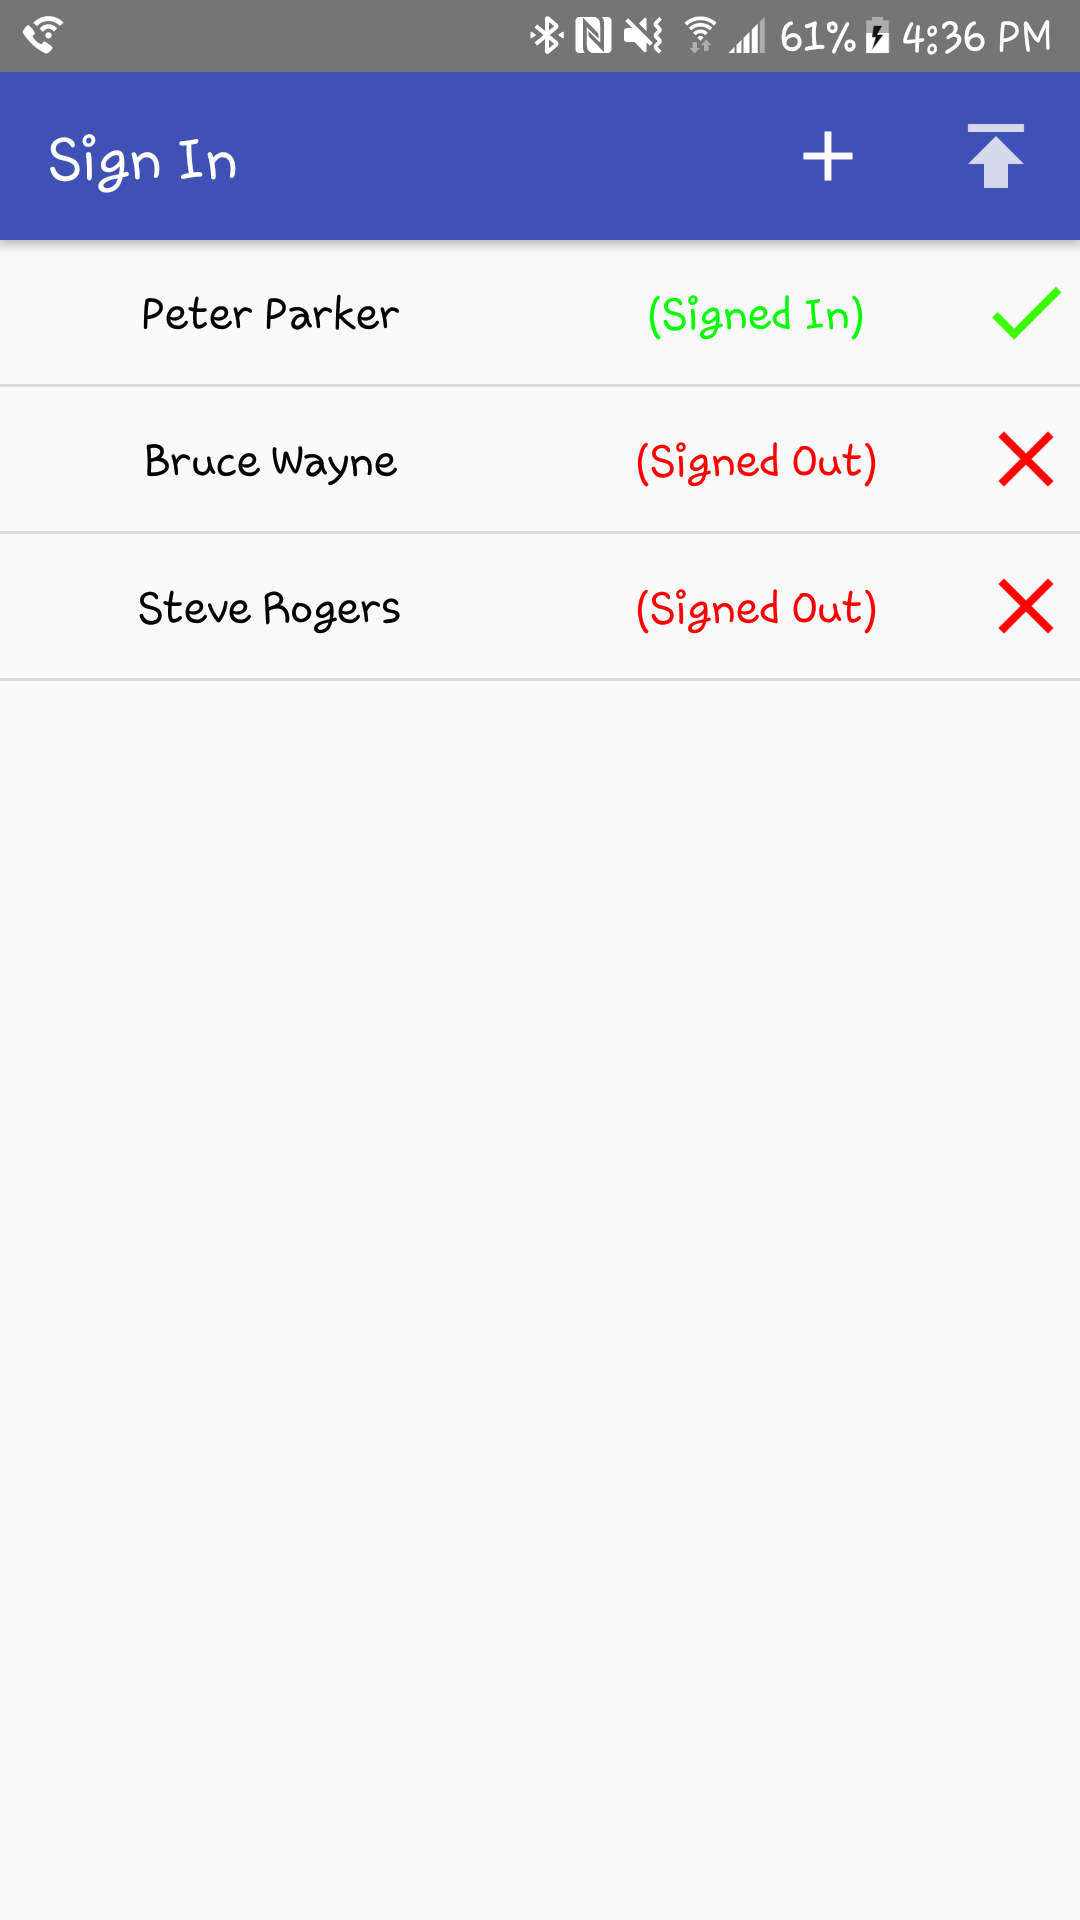 61% 4:36 PM
Sign In
Peter Parker (Signed In)
Bruce Wayne (Signed Out)
Steve Rogers (Signed Out)